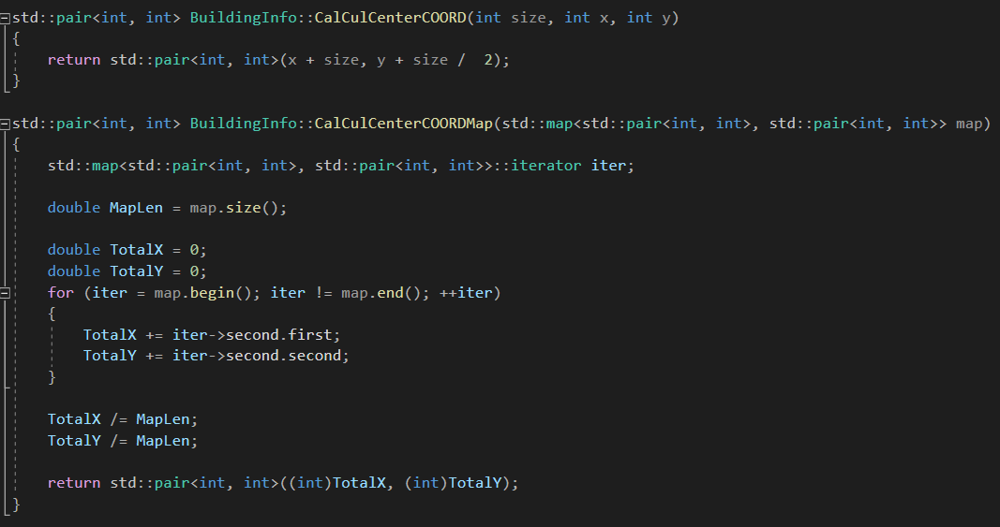 std::pair<int, int> BuildingInfo::CalCulCenterCOORD(int size, int x, int y)
{
    return std::pair<int, int>(x + size, y + size /  2);
}

std::pair<int, int> BuildingInfo::CalCulCenterCOORDMap(std::map<std::pair<int, int>, std::pair<int, int>> map)
{
    std::map<std::pair<int, int>, std::pair<int, int>>::iterator iter;

    double MapLen = map.size();

    double TotalX = 0;
    double TotalY = 0;
    for (iter = map.begin(); iter != map.end(); ++iter)
    {
        TotalX += iter->second.first;
        TotalY += iter->second.second;
    }

    TotalX /= MapLen;
    TotalY /= MapLen;

    return std::pair<int, int>((int)TotalX, (int)TotalY);
}